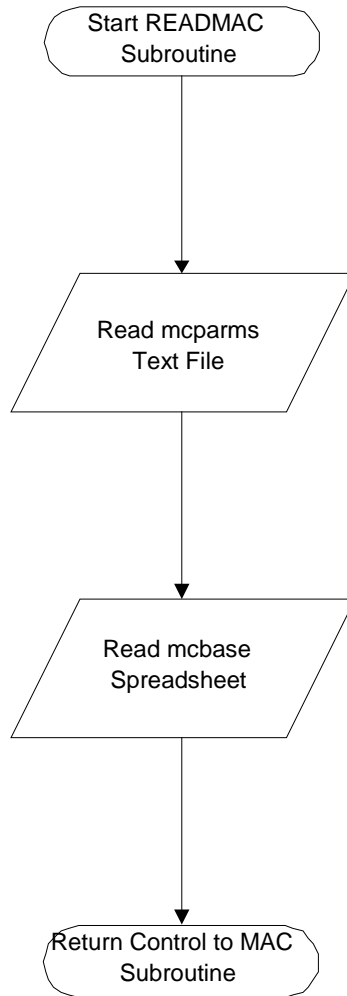 Start READMAC
Subroutine
Read mcparms
Text File
Read mcbase
Spreadsheet
Return Control to MAC
Subroutine